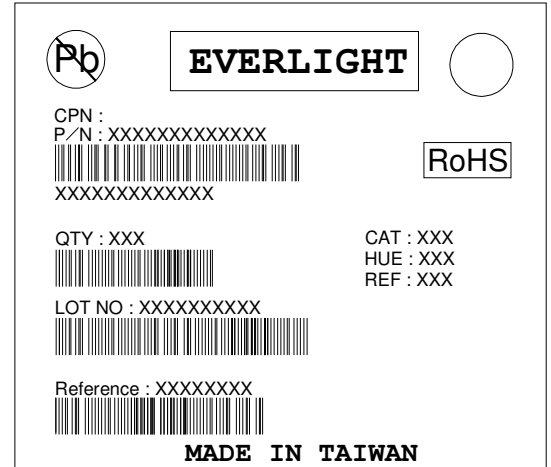 Pb
EVERLIGHT
CPN :
P/N : XXXXXXXXXXXXX
RoHS
XXXXXXXXXXXXX
QTY : XXX
CAT : XXX
HUE : XXX
REF : XXX
LOT NO : XXXXXXXXXX
Reference : XXXXXXXX
MADE IN TAIWAN